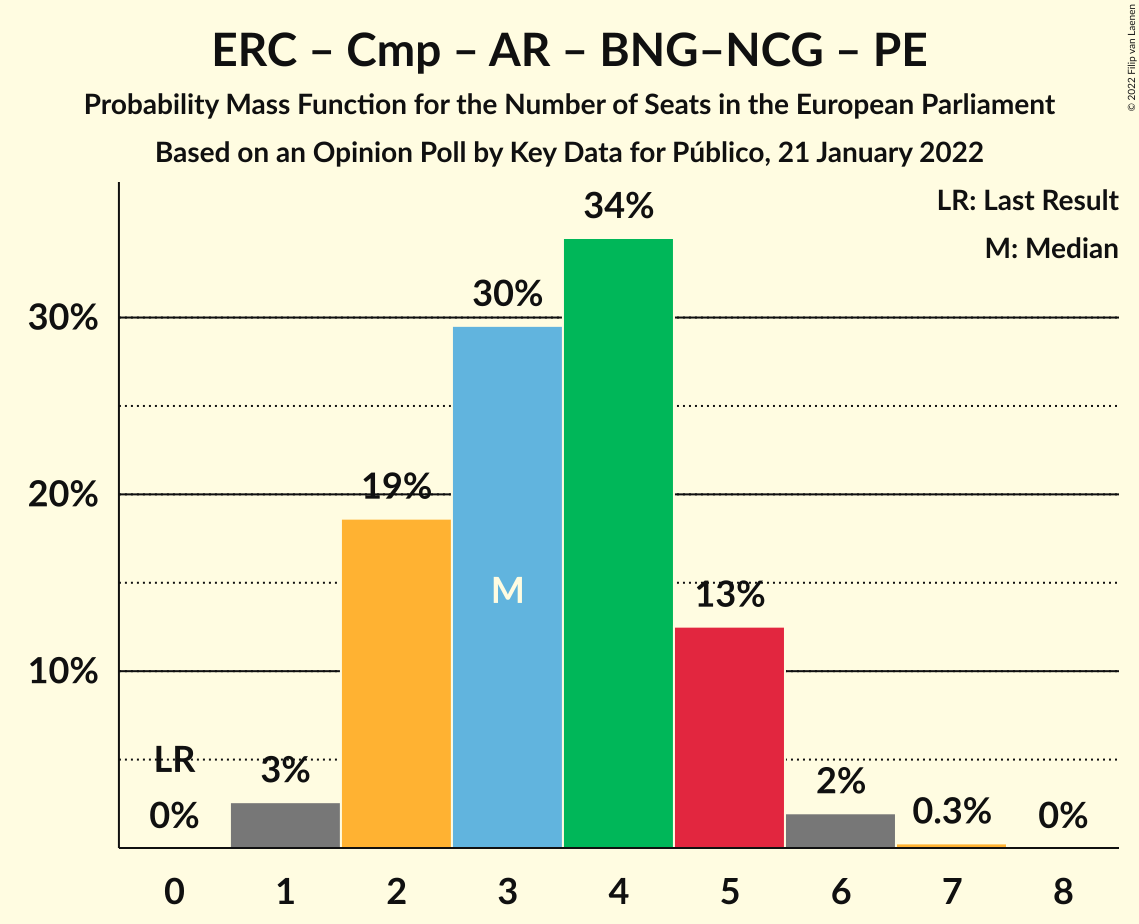 ERC – Cmp – AR – BNG–NCG – PE
Probability Mass Function for the Number of Seats in the European Parliament
Based on an Opinion Poll by Key Data for Público, 21 January 2022
© 2022 Filip van Laenen
LR: Last Result
M: Median
34%
30%
30%
20%
19%
M
13%
10%
LR
3%
2%
0%
0.3%
0%
0 1 2 3 4 5 6 7 8